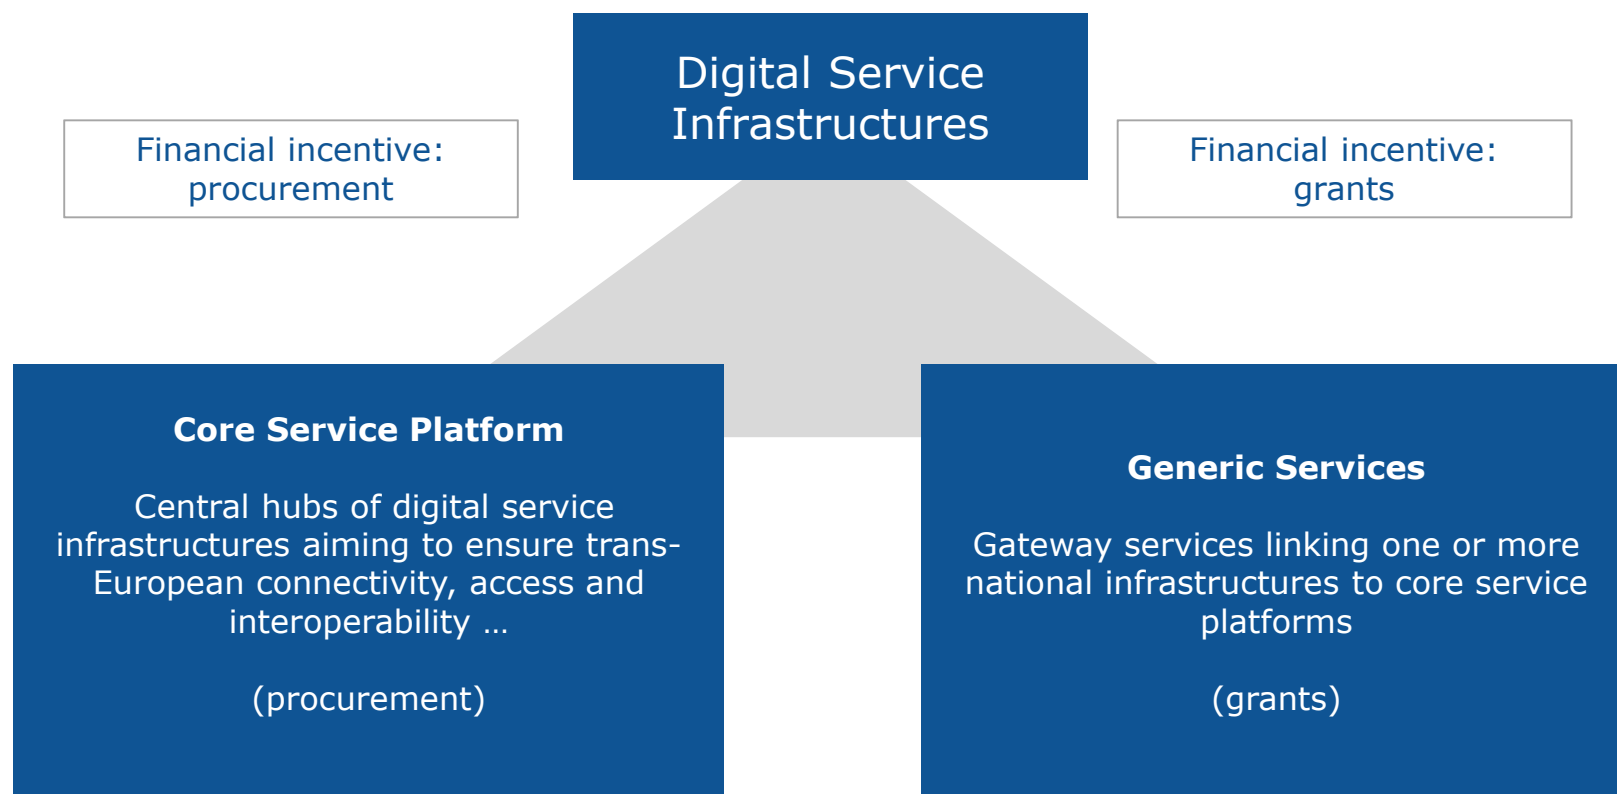 Digital Service
Infrastructures
Financial incentive:
procurement
Financial incentive:
grants
Core Service Platform
Central hubs of digital service
infrastructures aiming to ensure trans-
European connectivity, access and
interoperability …
(procurement)
Generic Services
Gateway services linking one or more
national infrastructures to core service
platforms
(grants)